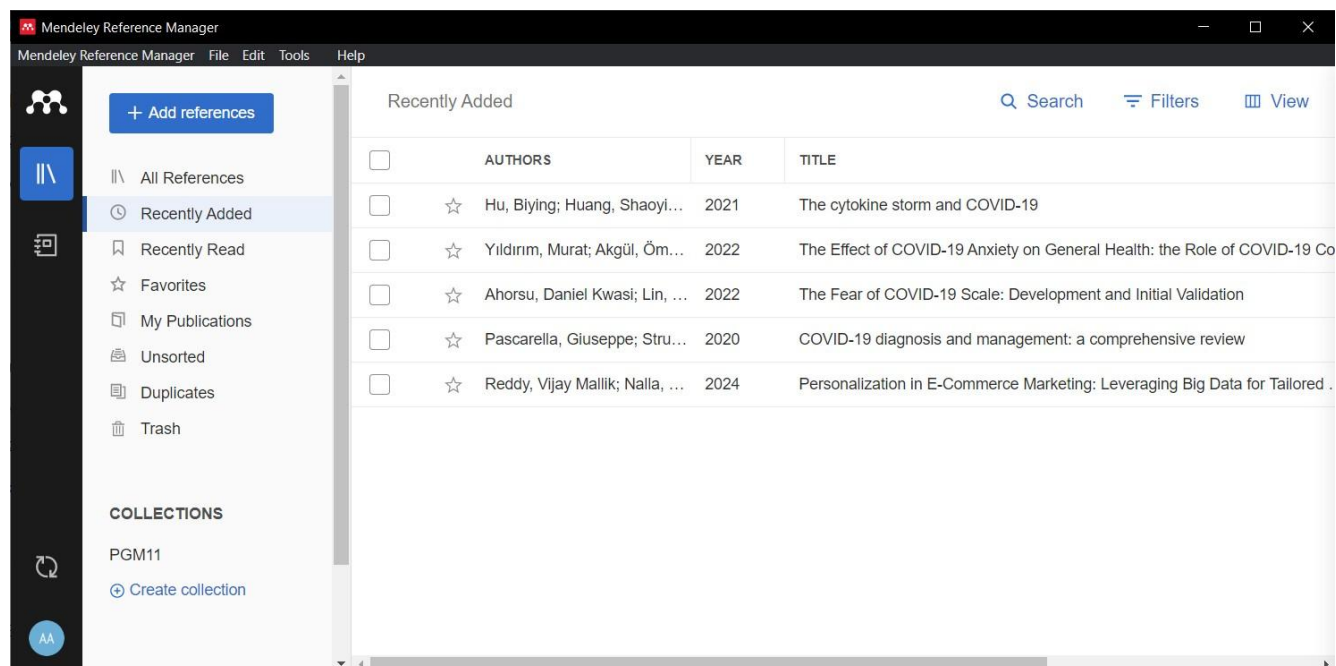 Mendeley Reference Manager
Mendeley Reference Manager File Edit Tools Help
+ Add references
All References
Recently Added
Recently Read
Favorites
My Publications
Unsorted
Duplicates
Trash
COLLECTIONS
PGM11
Create collection
AA
Recently Added Search Filters View
AUTHORS YEAR TITLE
Hu, Biying; Huang, Shaoyi... 2021 The cytokine storm and COVID-19
Yıldırım, Murat; Akgül, Öm... 2022 The Effect of COVID-19 Anxiety on General Health: the Role of COVID-19 Co
Ahorsu, Daniel Kwasi; Lin, ... 2022 The Fear of COVID-19 Scale: Development and Initial Validation
Pascarella, Giuseppe; Stru... 2020 COVID-19 diagnosis and management: a comprehensive review
Reddy, Vijay Mallik; Nalla, ... 2024 Personalization in E-Commerce Marketing: Leveraging Big Data for Tailored .